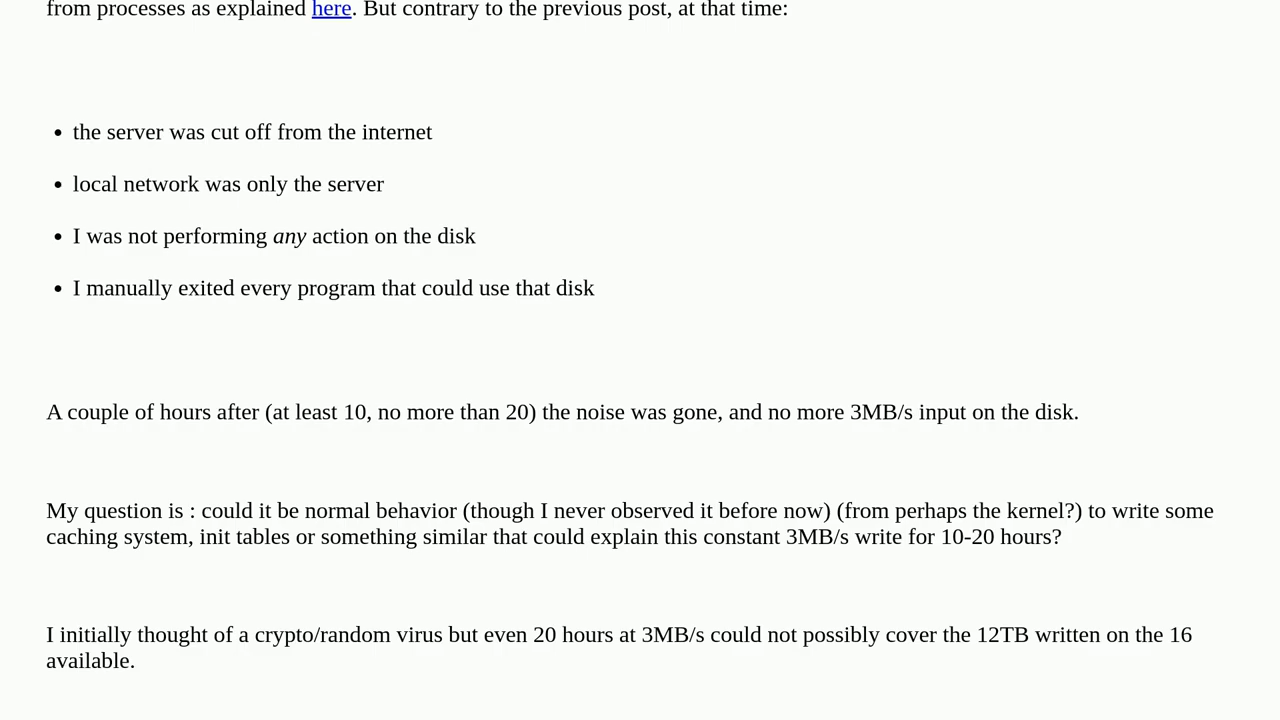 from processes as explained here. But contrary to the previous post, at that time:
the server was cut off from the internet
local network was only the server
I was not performing any action on the disk
I manually exited every program that could use that disk
A couple of hours after (at least 10, no more than 20) the noise was gone, and no more 3MB/s input on the disk.
My question is : could it be normal behavior (though I never observed it before now) (from perhaps the kernel?) to write some
caching system, init tables or something similar that could explain this constant 3MB/s write for 10-20 hours?
I initially thought of a crypto/random virus but even 20 hours at 3MB/s could not possibly cover the 12TB written on the 16
available.